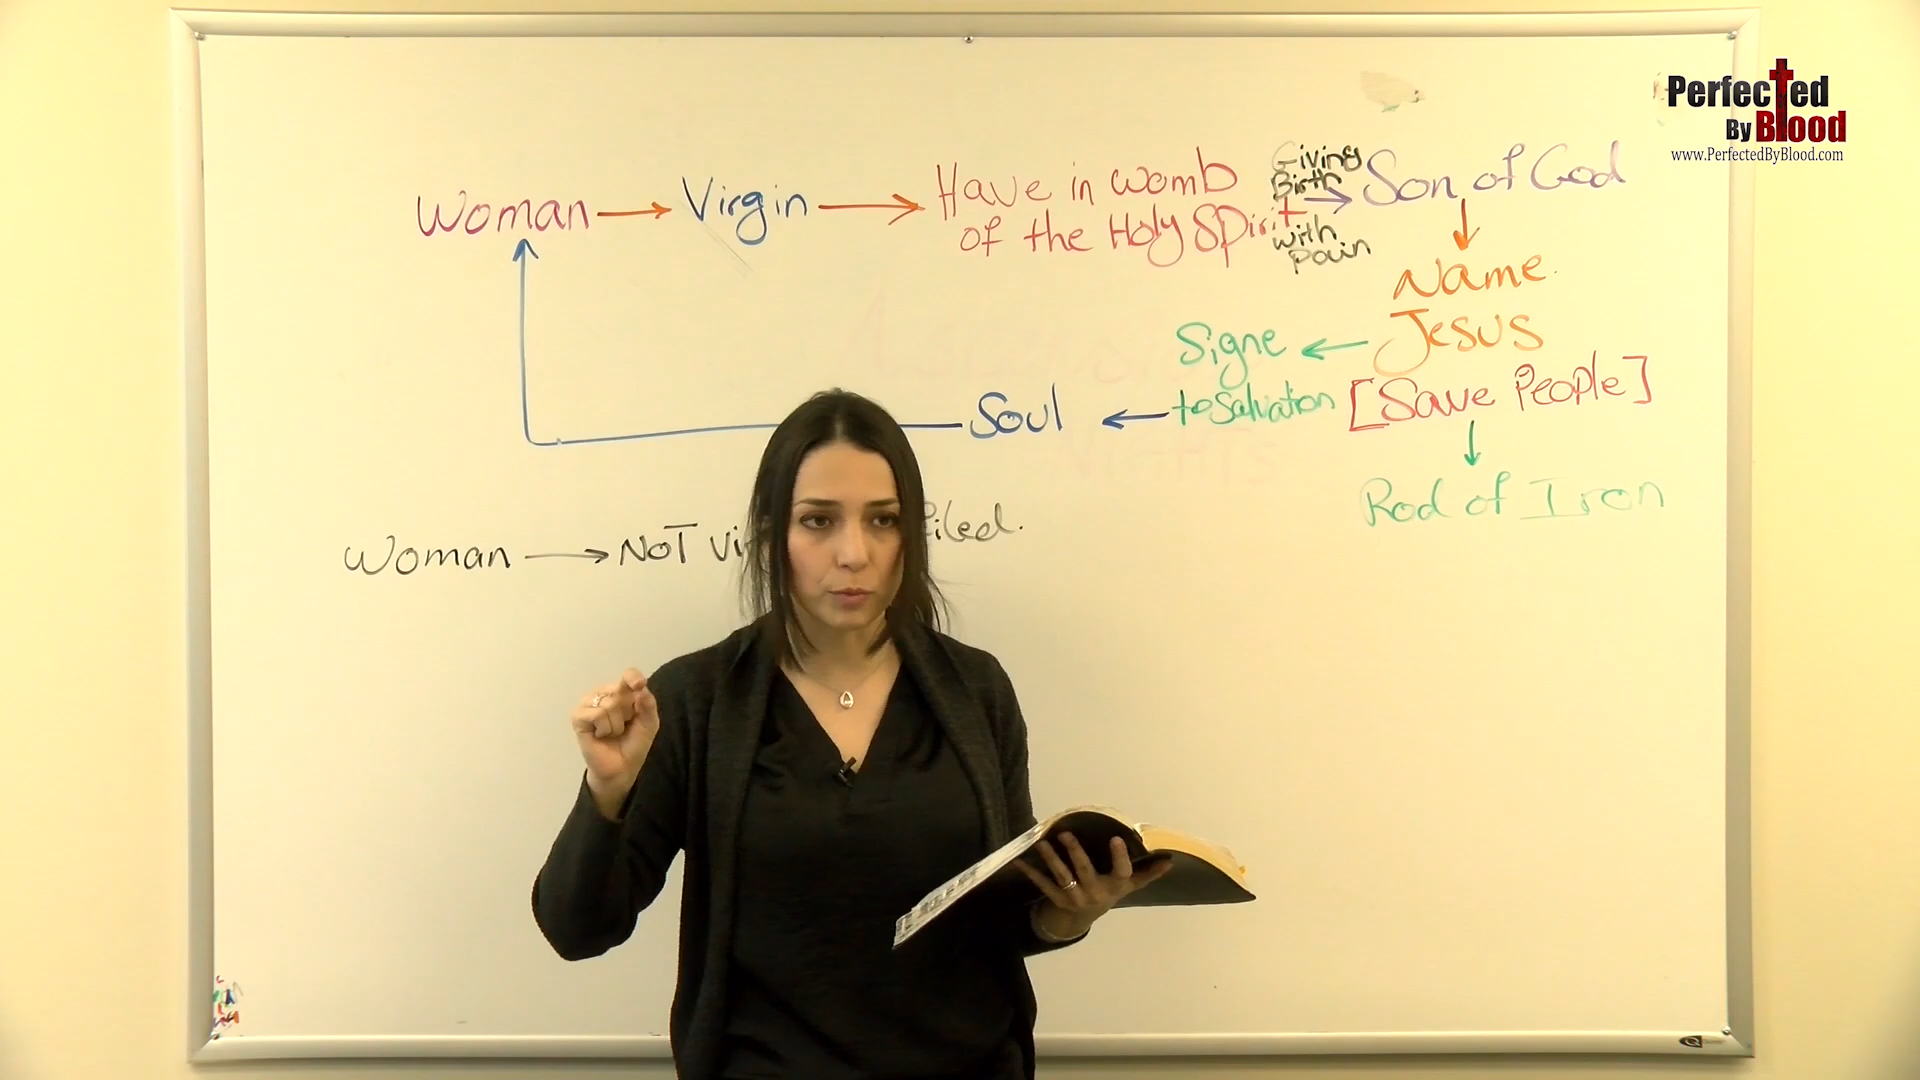 Perfected
By Blood
www.PerfectedByBlood.com
Woman → Virgin → Have in womb
of the Holy Spirit
Giving
Birth
with
Pain
→ Son of God
Name
Jesus
Signe ←
to Salvation
[Save People]
Soul ←
Rod of Iron
Woman → NOT Vi
iled.